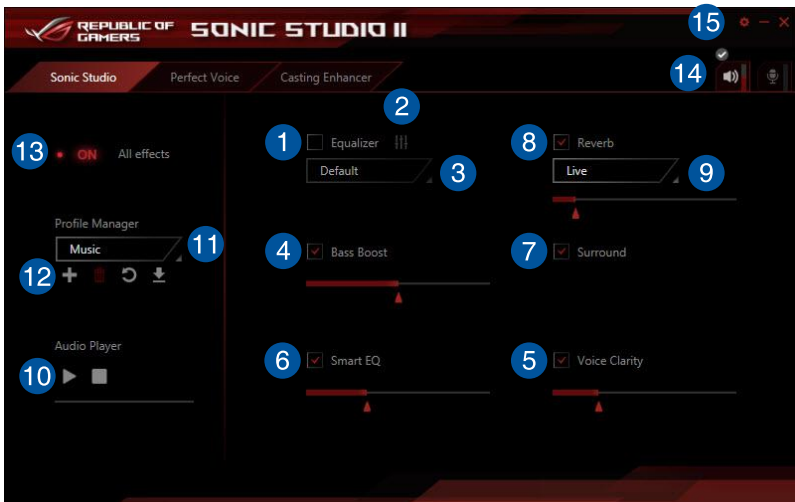 REPUBLIC OF
GAMERS
SONIC STUDIO II
15
Sonic Studio
Perfect Voice
Casting Enhancer
14
2
13 ON All effects
1 Equalizer
Default
3
8 Reverb
Live
9
Profile Manager
Music
11
12
4 Bass Boost
7 Surround
Audio Player
10
6 Smart EQ
5 Voice Clarity